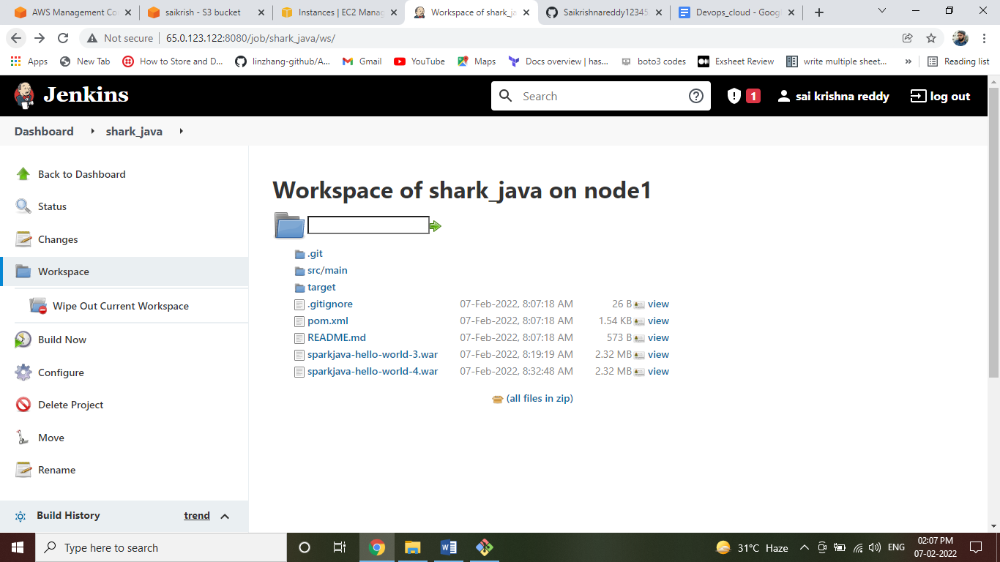 AWS Management Co
saikrish - S3 bucket
Instances | EC2 Manag
Workspace of shark_ja
Saikrishnareddy12345
Devops_cloud - Goog
Not secure
65.0.123.122:8080/job/shark_java/ws/
Apps
New Tab
How to Store and D...
linzhang-github/A...
Gmail
YouTube
Maps
Docs overview | has...
boto3 codes
Exsheet Review
write multiple sheet...
»
Reading list
Jenkins
Search
1
sai krishna reddy
log out
Dashboard
shark_java
Back to Dashboard
Status
Changes
Workspace
Wipe Out Current Workspace
Build Now
Configure
Delete Project
Move
Rename
Build History
trend
Workspace of shark_java on node1
.git
src/main
target
.gitignore 07-Feb-2022, 8:07:18 AM 26 B view
pom.xml 07-Feb-2022, 8:07:18 AM 1.54 KB view
README.md 07-Feb-2022, 8:07:18 AM 573 B view
sparkjava-hello-world-3.war 07-Feb-2022, 8:19:19 AM 2.32 MB view
sparkjava-hello-world-4.war 07-Feb-2022, 8:32:48 AM 2.32 MB view
(all files in zip)
Type here to search
31°C Haze
ENG
02:07 PM
07-02-2022